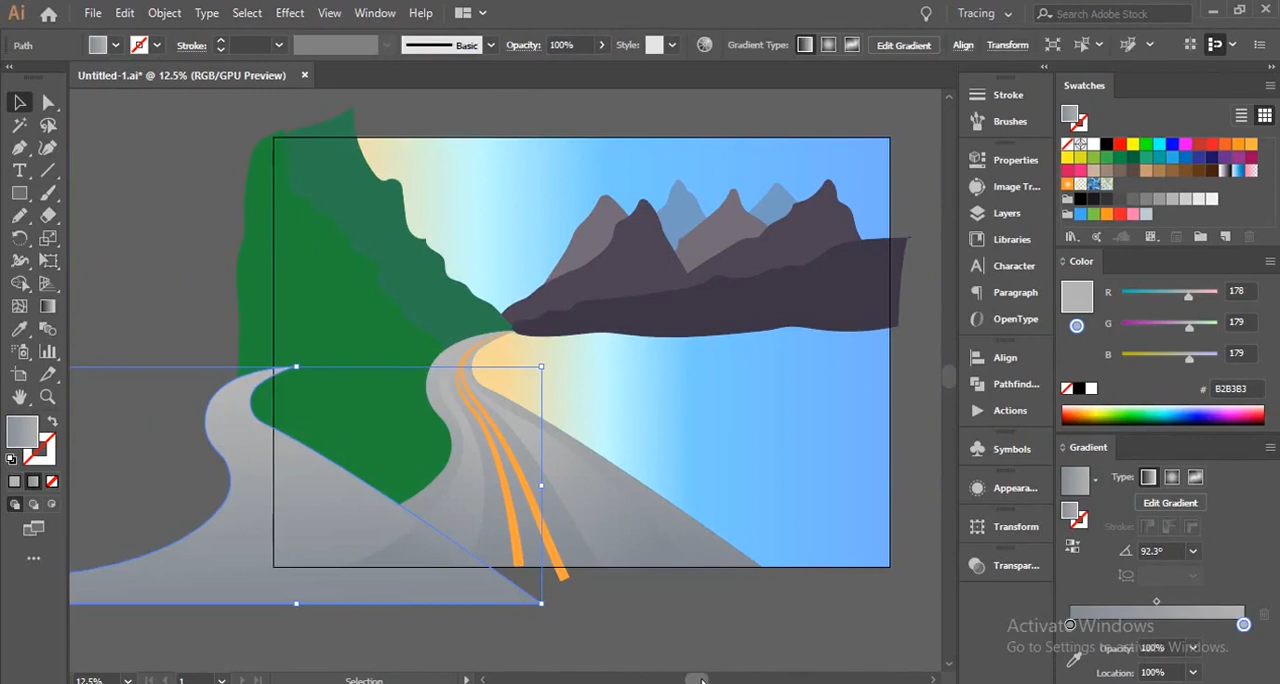 Ai File Edit Object Type Select Effect View Window Help Tracing Search Adobe Stock
Path Stroke: Basic Opacity: 100% Style: Gradient Type: Edit Gradient Align Transform
Untitled-1.ai* @ 12.5% (RGB/GPU Preview)
Stroke
Brushes
Properties
Image Tr...
Layers
Libraries
Character
Paragraph
OpenType
Align
Pathfind...
Actions
Symbols
Appeara...
Transform
Transpar...
Swatches
Color
R 178
G 179
B 179
# B2B3B3
Gradient
Type:
Edit Gradient
Stroke:
92.3°
Opacity: 100%
Location: 100%
Activate Windows
Go to Settings to activate Windows.
12.5% 1 Selection